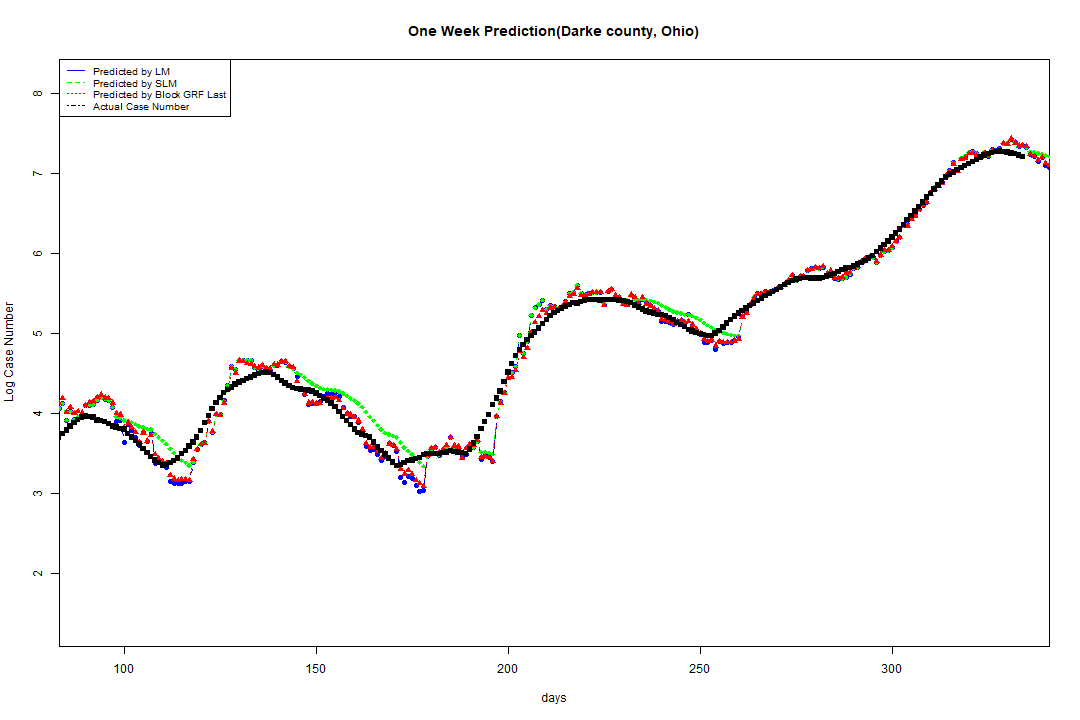 One Week Prediction(Darke county, Ohio)
Predicted by LM
Predicted by SLM
Predicted by Block GRF Last
Actual Case Number
8
7
6
5
4
3
2
Log Case Number
100 150 200 250 300
days